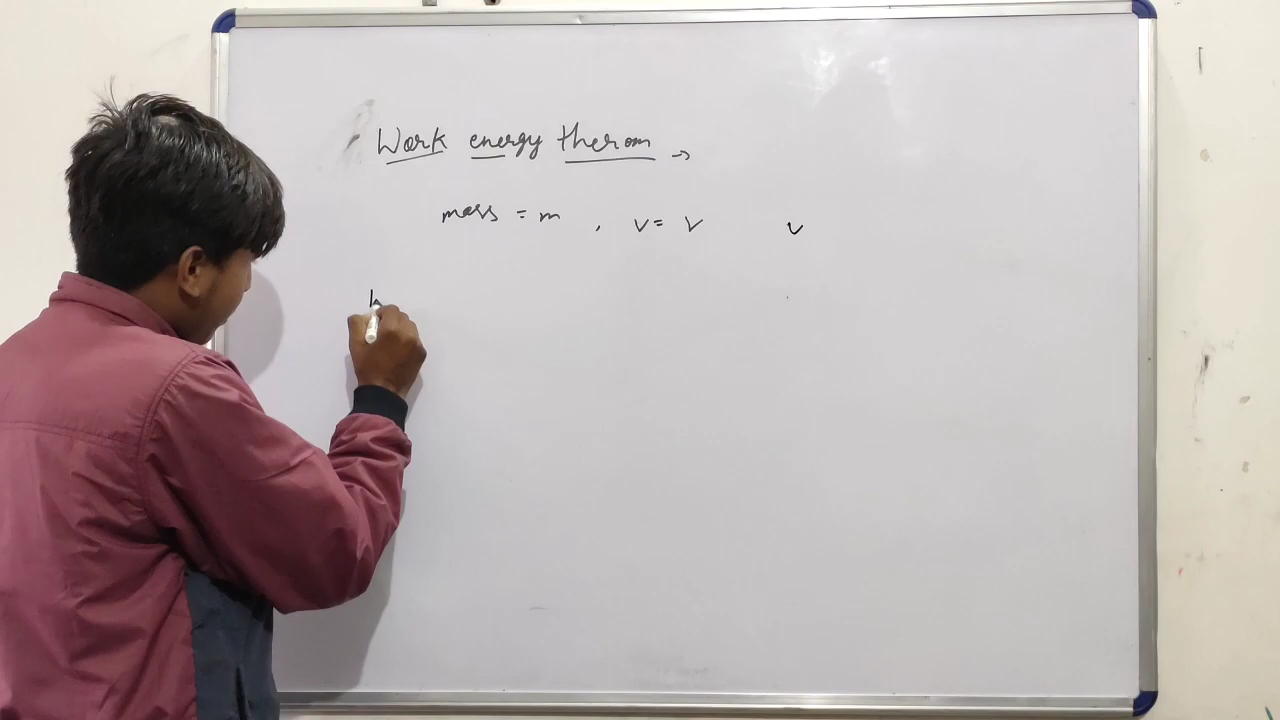 Work energy therom →
mass = m , v = v v